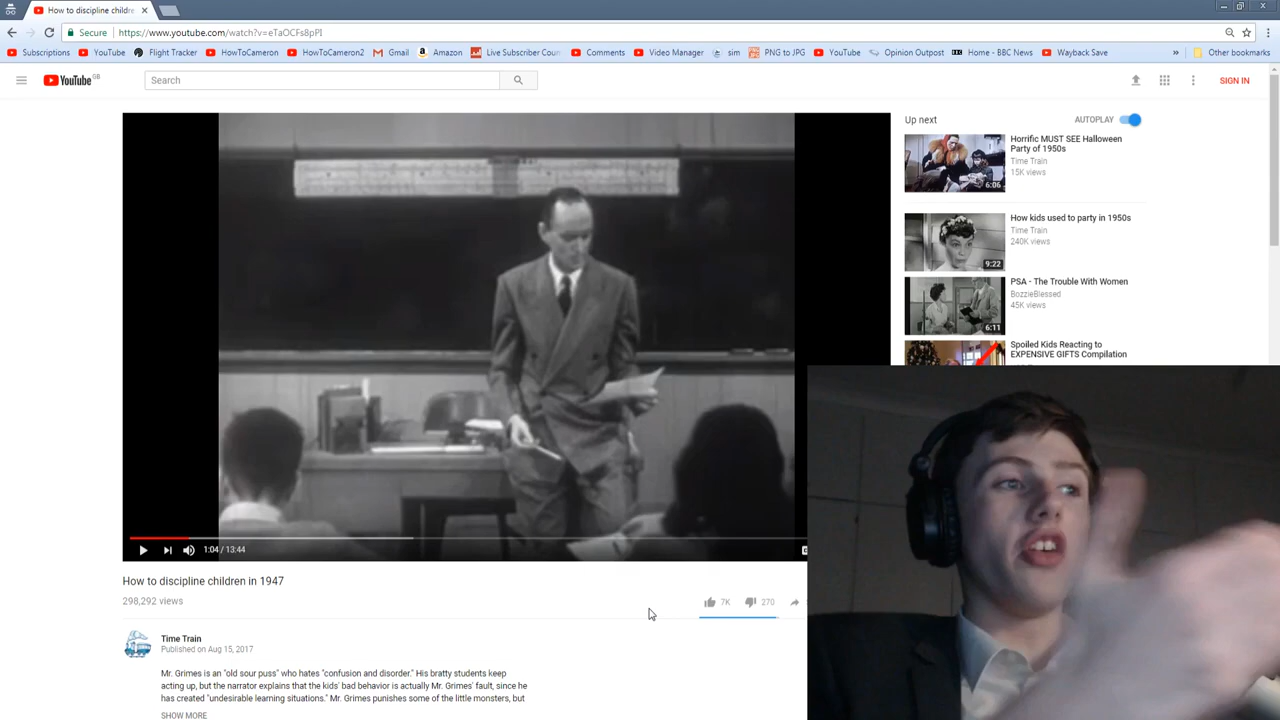 How to discipline childre
Secure
https://www.youtube.com/watch?v=eTaOCFs8pPI
Subscriptions
YouTube
Flight Tracker
HowToCameron
HowToCameron2
Gmail
Amazon
Live Subscriber Coun
Comments
Video Manager
sim
PNG to JPG
YouTube
Opinion Outpost
Home - BBC News
Wayback Save
»
Other bookmarks
YouTube GB
Search
SIGN IN
Up next
AUTOPLAY
Horrific MUST SEE Halloween
Party of 1950s
Time Train
15K views
6:06
How kids used to party in 1950s
Time Train
240K views
9:22
PSA - The Trouble With Women
BozzieBlessed
45K views
6:11
Spoiled Kids Reacting to
EXPENSIVE GIFTS Compilation
1:04 / 13:44
How to discipline children in 1947
298,292 views
7K
270
Time Train
Published on Aug 15, 2017
Mr. Grimes is an "old sour puss" who hates "confusion and disorder." His bratty students keep
acting up, but the narrator explains that the kids' bad behavior is actually Mr. Grimes' fault, since he
has created "undesirable learning situations." Mr. Grimes punishes some of the little monsters, but
SHOW MORE